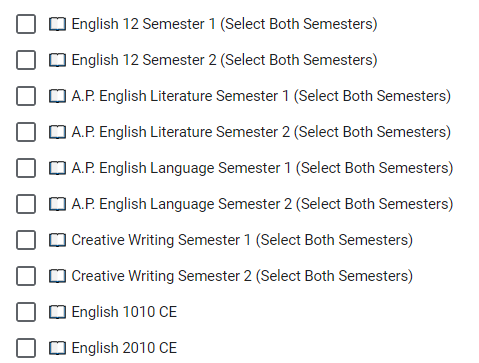 English 12 Semester 1 (Select Both Semesters)
English 12 Semester 2 (Select Both Semesters)
A.P. English Literature Semester 1 (Select Both Semesters)
A.P. English Literature Semester 2 (Select Both Semesters)
A.P. English Language Semester 1 (Select Both Semesters)
A.P. English Language Semester 2 (Select Both Semesters)
Creative Writing Semester 1 (Select Both Semesters)
Creative Writing Semester 2 (Select Both Semesters)
English 1010 CE
English 2010 CE